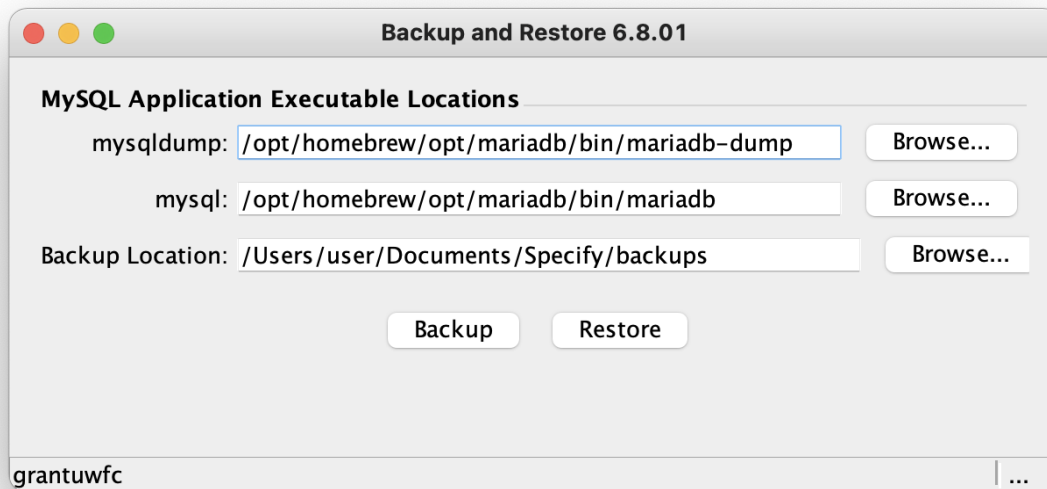 Backup and Restore 6.8.01
MySQL Application Executable Locations
mysqldump: /opt/homebrew/opt/mariadb/bin/mariadb-dump Browse...
mysql: /opt/homebrew/opt/mariadb/bin/mariadb Browse...
Backup Location: /Users/user/Documents/Specify/backups Browse...
Backup Restore
grantuwfc ...